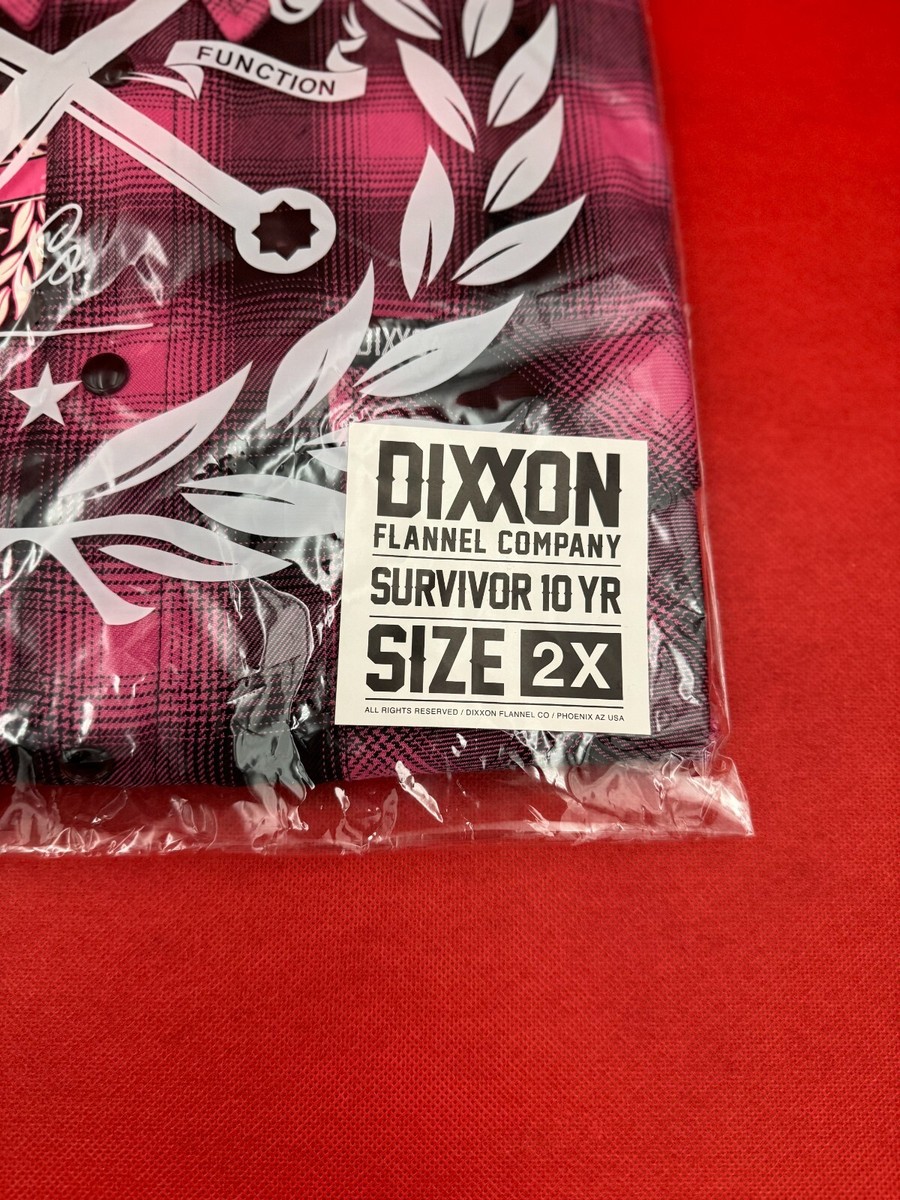 FUNCTION
DIXXON
FLANNEL COMPANY
SURVIVOR 10 YR
SIZE 2X
ALL RIGHTS RESERVED / DIXXON FLANNEL CO / PHOENIX AZ USA